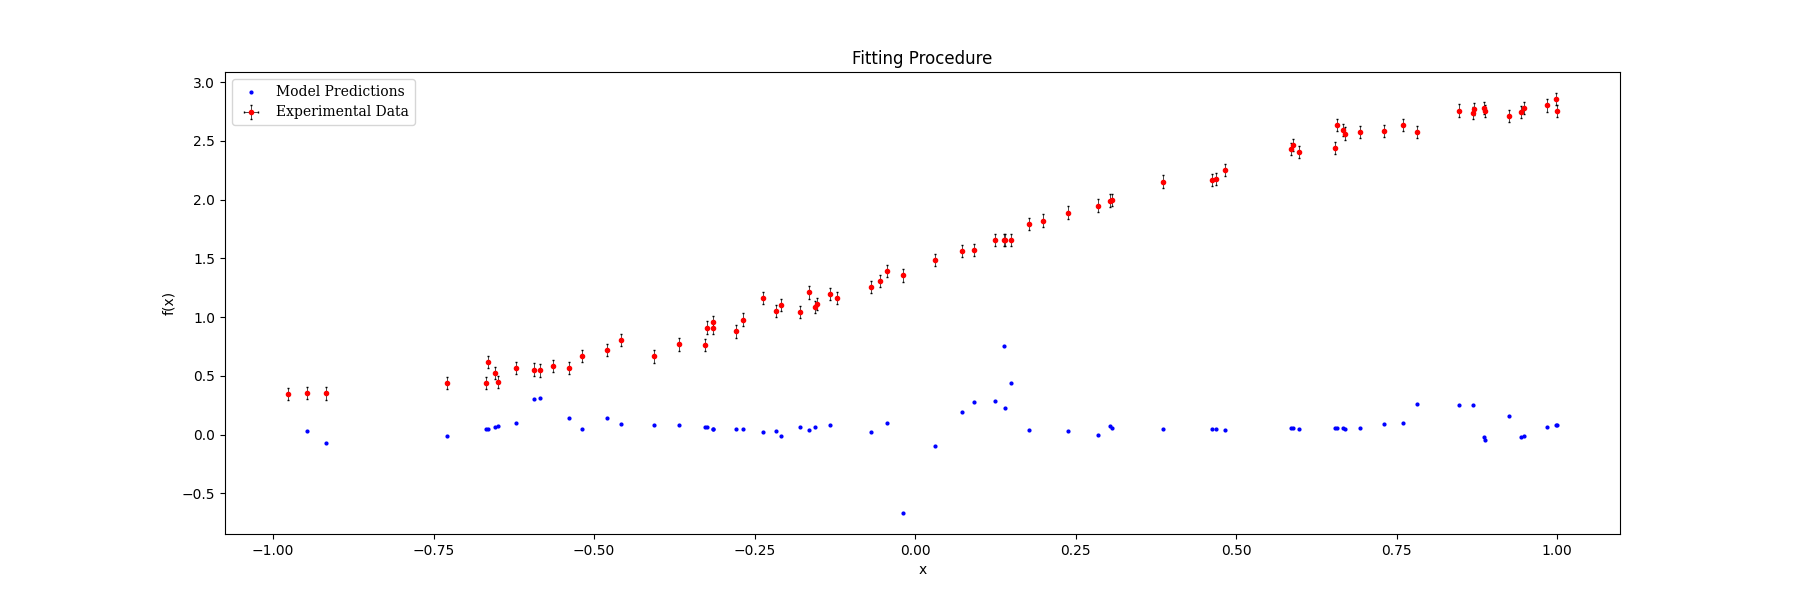 Fitting Procedure
3.0
2.5
2.0
1.5
1.0
0.5
0.0
−0.5
f(x)
Model Predictions
Experimental Data
−1.00 −0.75 −0.50 −0.25 0.00 0.25 0.50 0.75 1.00
x